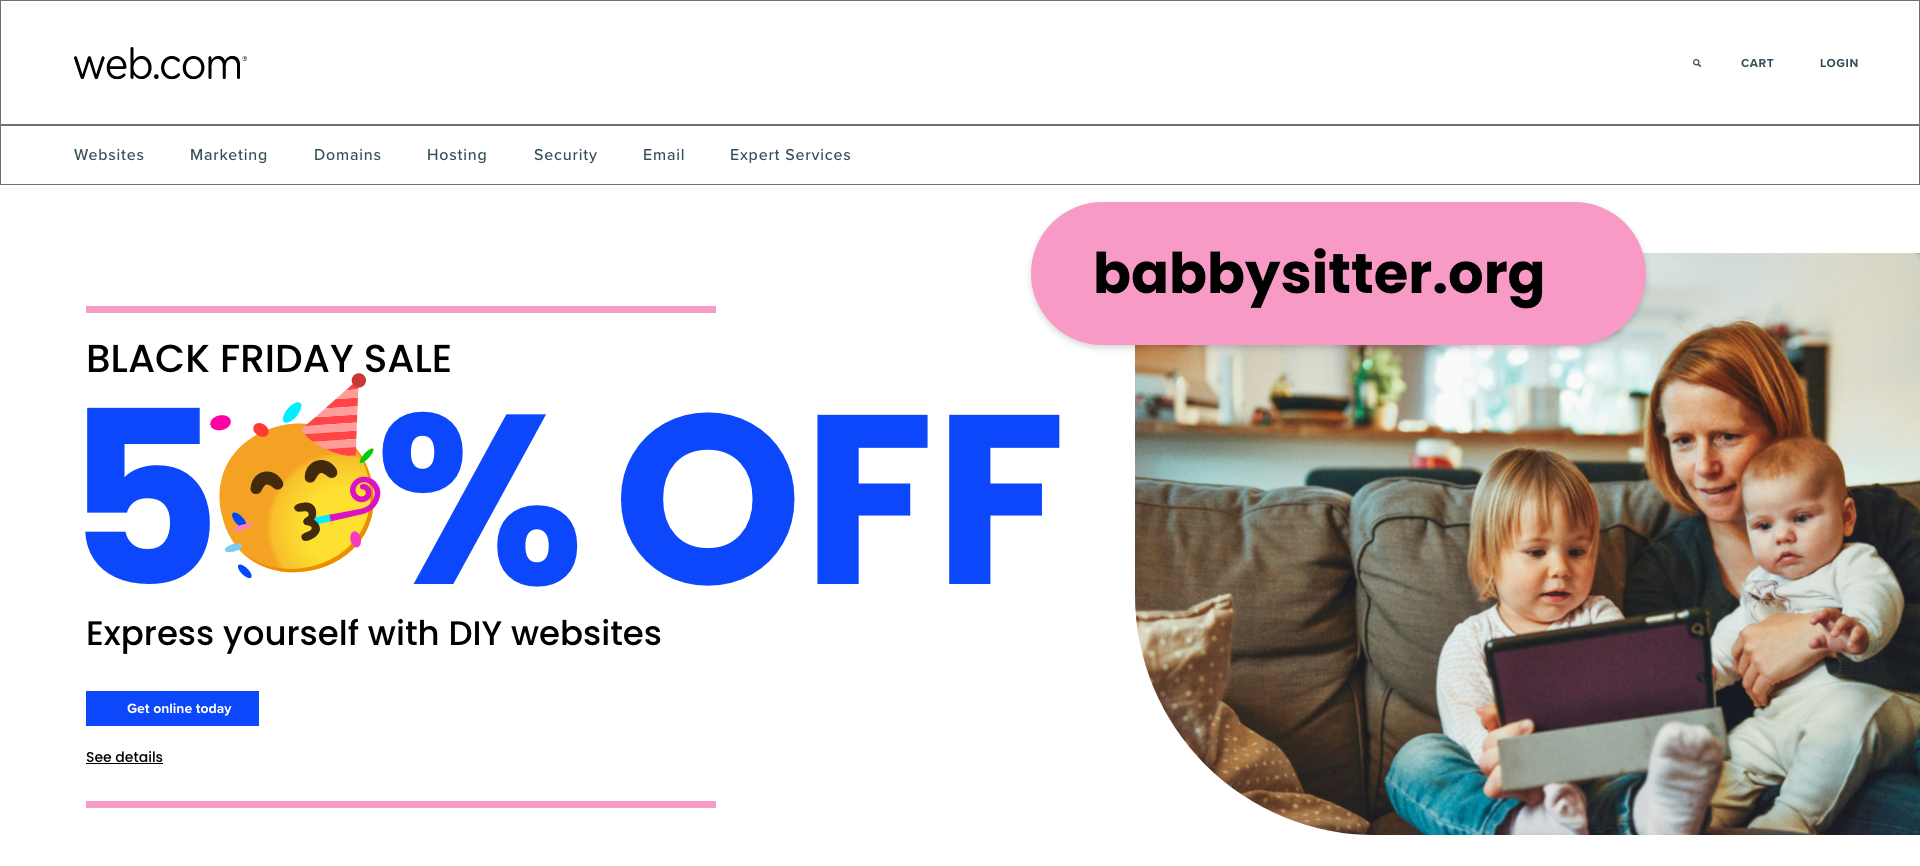 web.com®
CART LOGIN
Websites Marketing Domains Hosting Security Email Expert Services
babbysitter.org
BLACK FRIDAY SALE
5% OFF
Express yourself with DIY websites
Get online today
See details